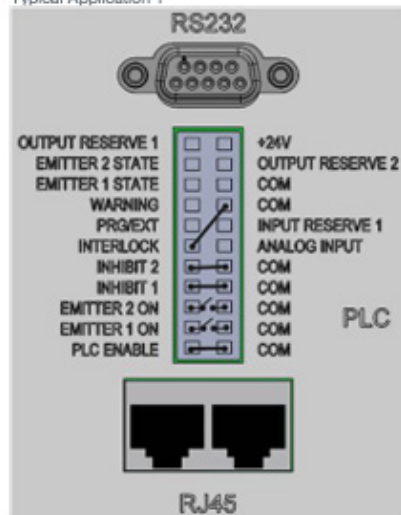 Typical Application 1
RS232
OUTPUT RESERVE 1 +24V
EMITTER 2 STATE OUTPUT RESERVE 2
EMITTER 1 STATE COM
WARNING COM
PRG/EXT INPUT RESERVE 1
INTERLOCK ANALOG INPUT
INHIBIT 2 COM
INHIBIT 1 COM
EMITTER 2 ON COM
EMITTER 1 ON COM
PLC ENABLE COM
PLC
RJ45